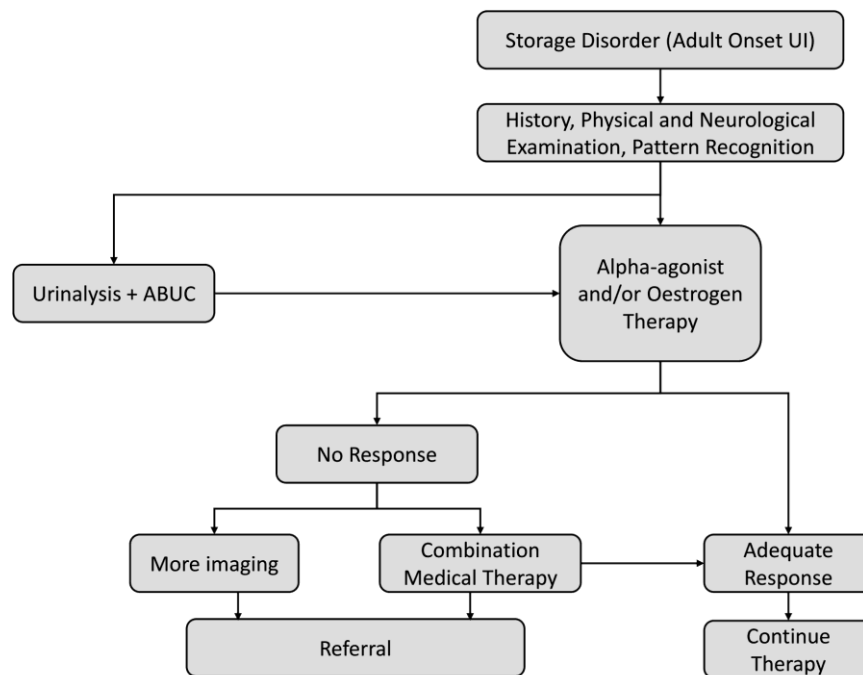 Storage Disorder (Adult Onset UI)
History, Physical and Neurological
Examination, Pattern Recognition
Urinalysis + ABUC
Alpha-agonist
and/or Oestrogen
Therapy
No Response
More imaging
Combination
Medical Therapy
Adequate
Response
Referral
Continue
Therapy